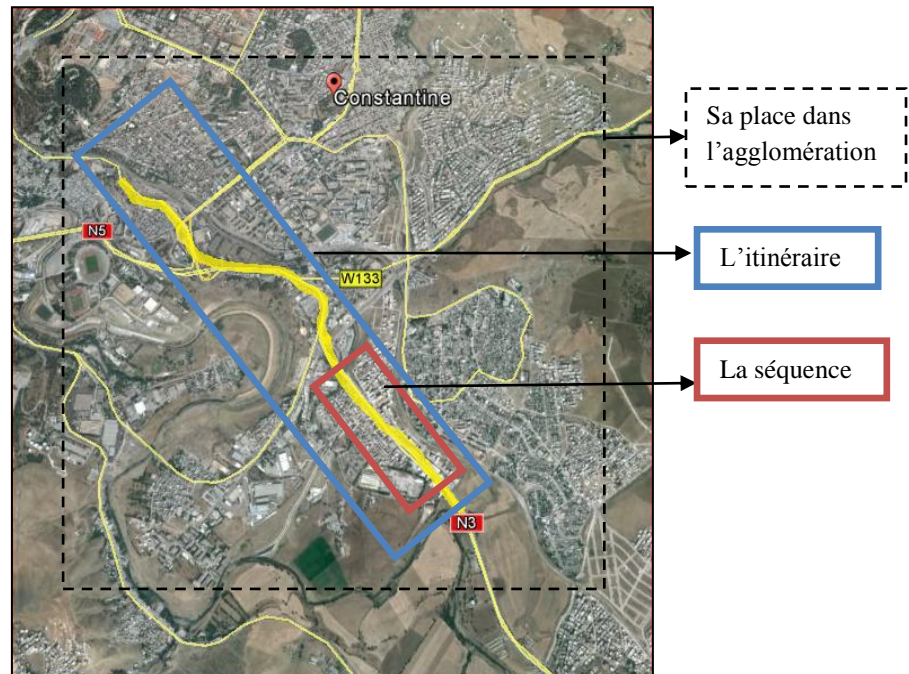 Constantine
Sa place dans
l’agglomération
N5
L’itinéraire
W133
La séquence
N3